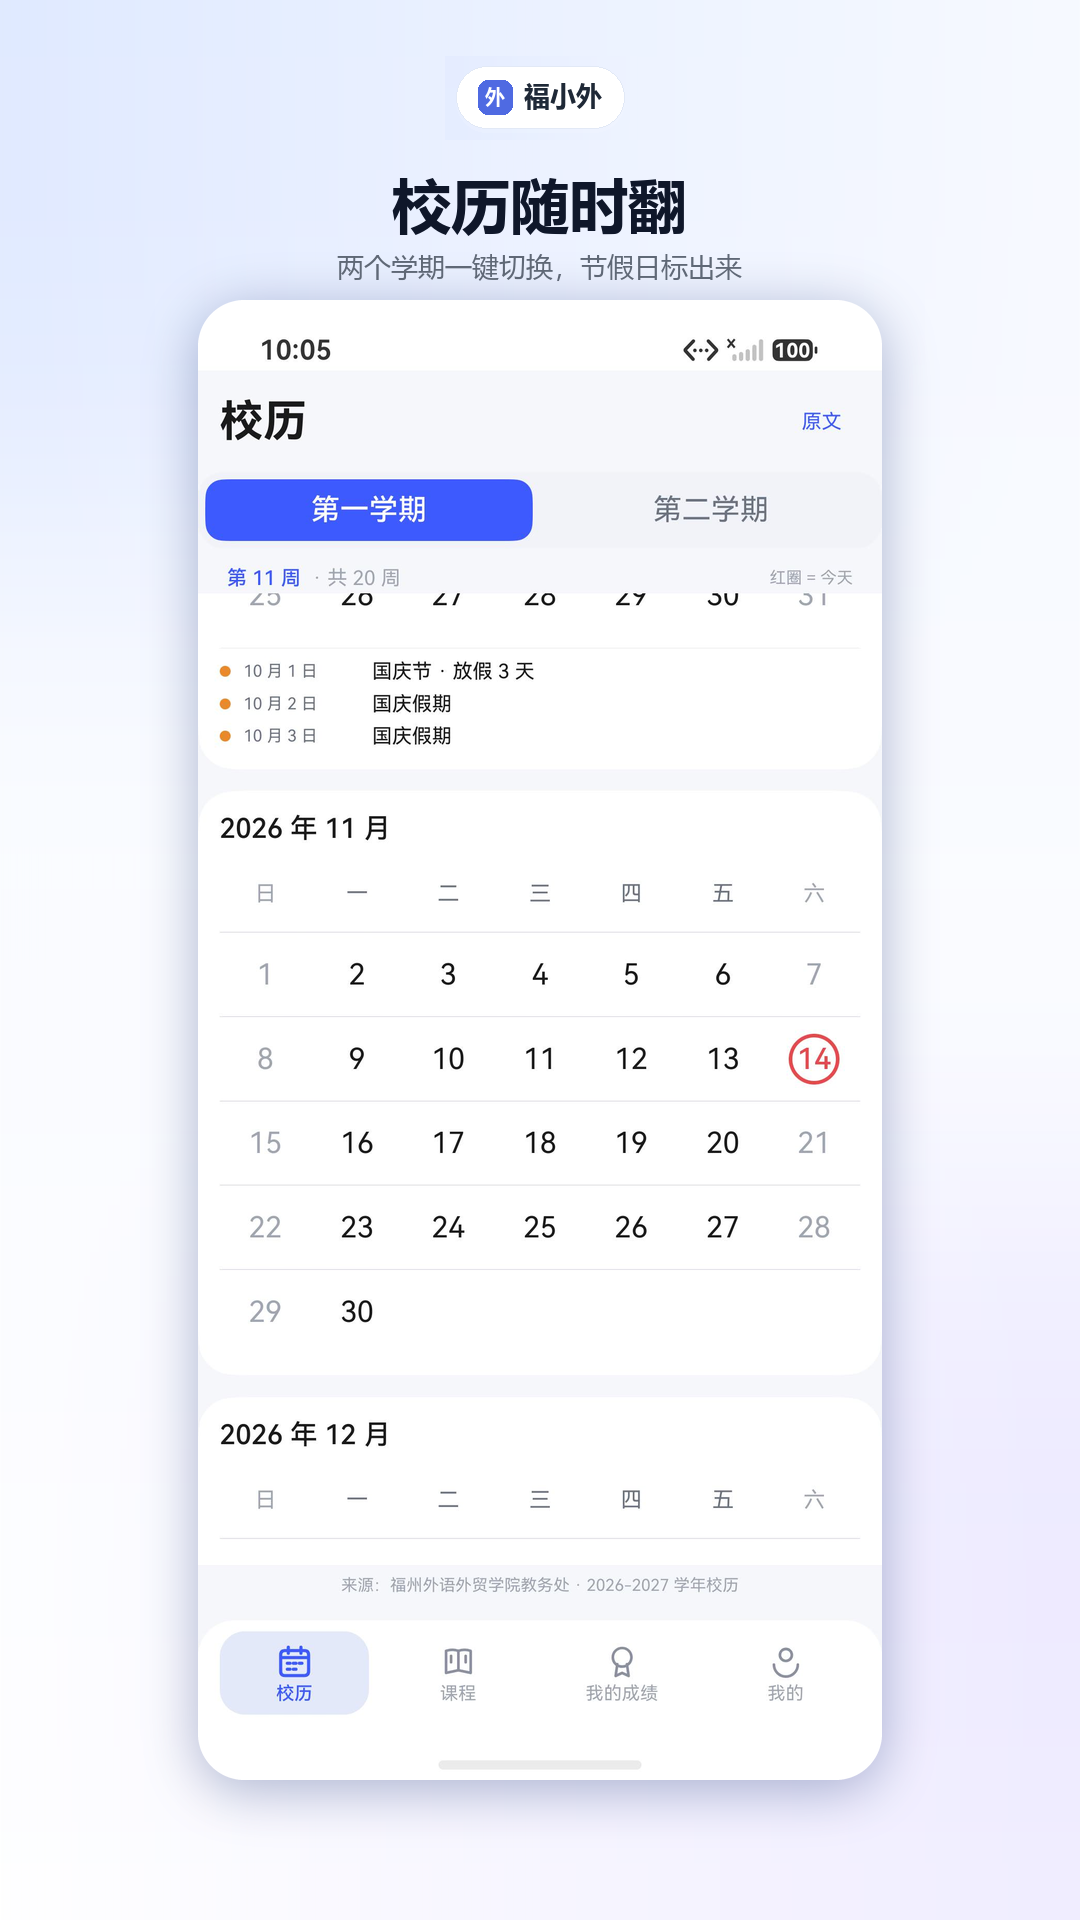 外 福小外
校历随时翻
两个学期一键切换，节假日标出来
10:05 100
校历 原文
第一学期 第二学期
第 11 周 · 共 20 周 红圈 = 今天
25 26 27 28 29 30 31
10 月 1 日 国庆节 · 放假 3 天
10 月 2 日 国庆假期
10 月 3 日 国庆假期
2026 年 11 月
日 一 二 三 四 五 六
1 2 3 4 5 6 7
8 9 10 11 12 13 14
15 16 17 18 19 20 21
22 23 24 25 26 27 28
29 30
2026 年 12 月
日 一 二 三 四 五 六
来源：福州外语外贸学院教务处 · 2026-2027 学年校历
校历 课程 我的成绩 我的